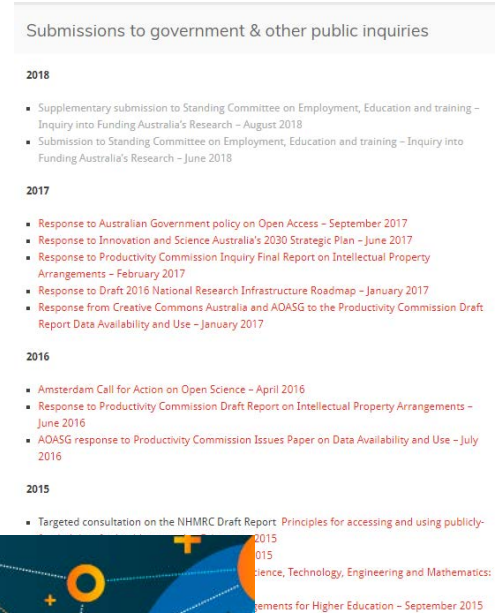 Submissions to government & other public inquiries
2018
Supplementary submission to Standing Committee on Employment, Education and training –
Inquiry into Funding Australia's Research – August 2018
Submission to Standing Committee on Employment, Education and training – Inquiry into
Funding Australia's Research – June 2018
2017
Response to Australian Government policy on Open Access – September 2017
Response to Innovation and Science Australia's 2030 Strategic Plan – June 2017
Response to Productivity Commission Inquiry Final Report on Intellectual Property
Arrangements – February 2017
Response to Draft 2016 National Research Infrastructure Roadmap – January 2017
Response from Creative Commons Australia and AOASG to the Productivity Commission Draft
Report Data Availability and Use – January 2017
2016
Amsterdam Call for Action on Open Science – April 2016
Response to Productivity Commission Draft Report on Intellectual Property Arrangements –
June 2016
AOASG response to Productivity Commission Issues Paper on Data Availability and Use – July
2016
2015
Targeted consultation on the NHMRC Draft Report Principles for accessing and using publicly-
2015
015
Technology, Engineering and Mathematics:
for Higher Education – September 2015